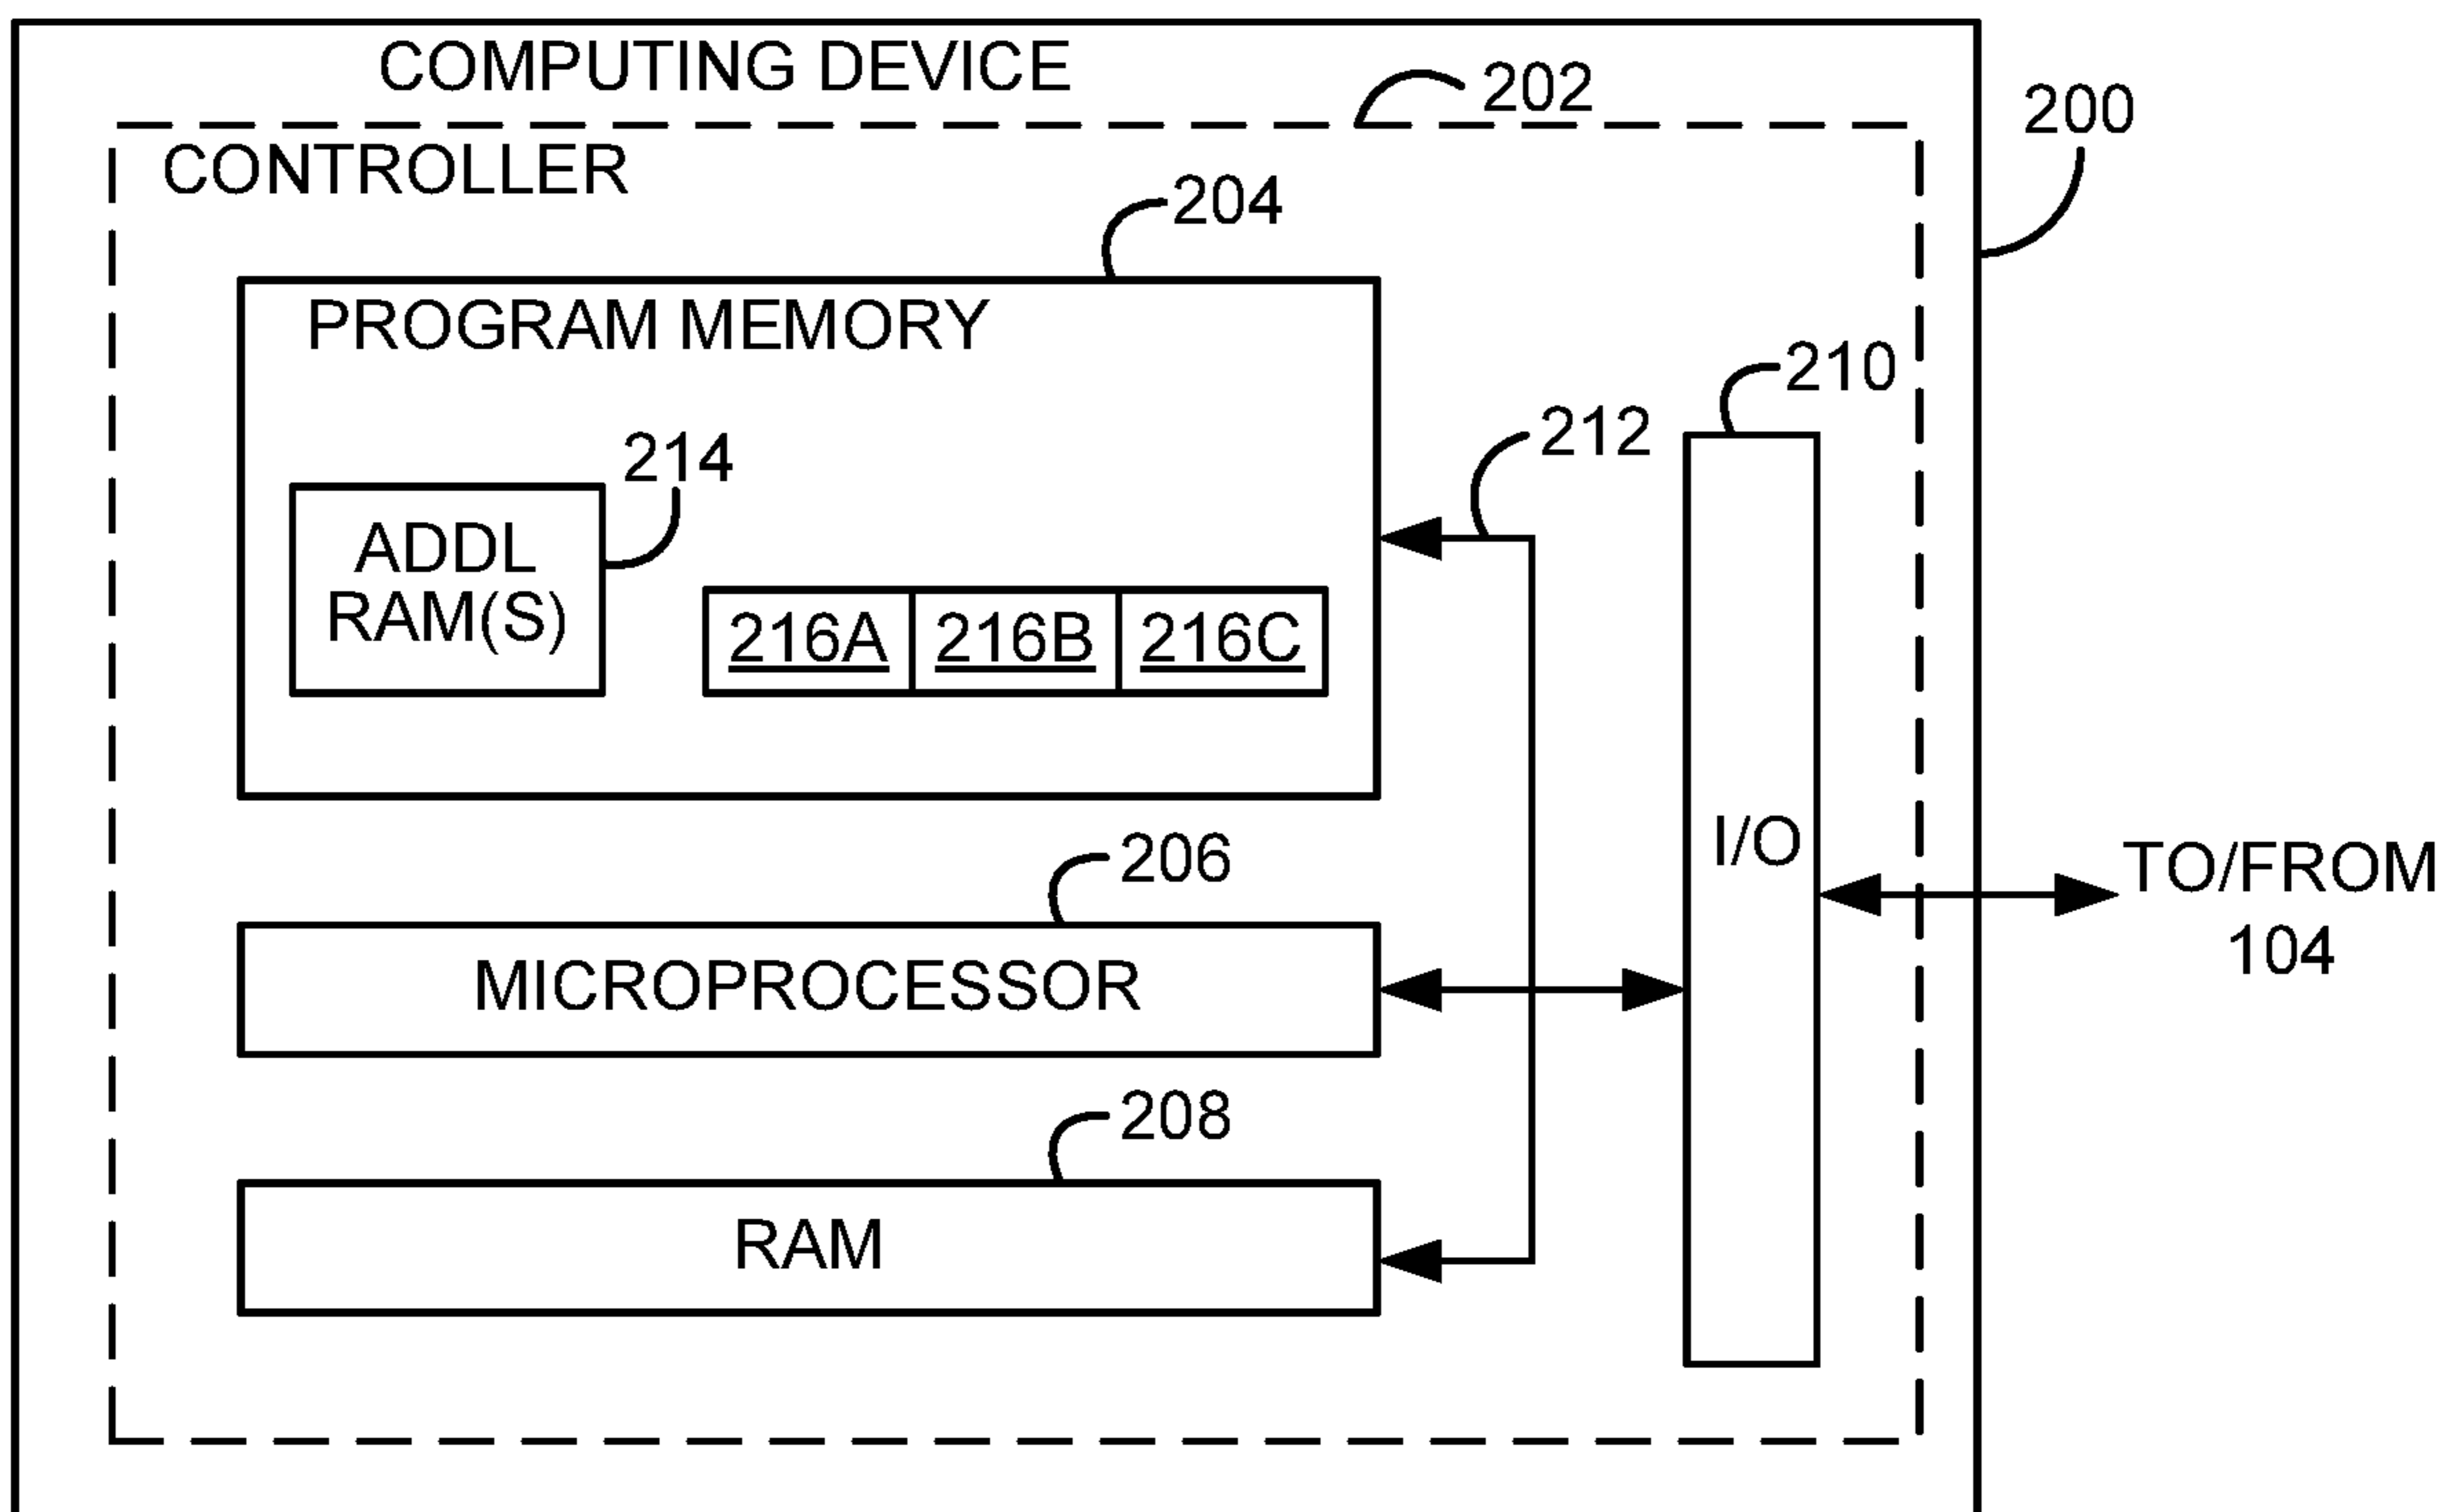 COMPUTING DEVICE
202
200
CONTROLLER
204
PROGRAM MEMORY
210
212
214
ADDL
RAM(S)
216A 216B 216C
I/O
206
TO/FROM
104
MICROPROCESSOR
208
RAM